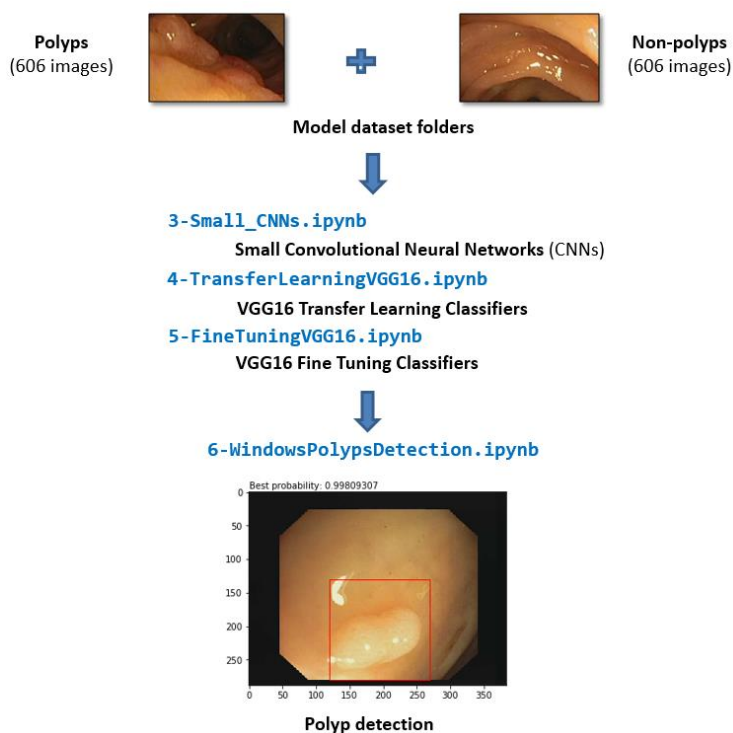 Polyps
(606 images)
Non-polyps
(606 images)
Model dataset folders
3-Small_CNNs.ipynb
Small Convolutional Neural Networks (CNNs)
4-TransferLearningVGG16.ipynb
VGG16 Transfer Learning Classifiers
5-FineTuningVGG16.ipynb
VGG16 Fine Tuning Classifiers
6-WindowsPolypsDetection.ipynb
Best probability: 0.99809307
0
50
100
150
200
250
0 50 100 150 200 250 300 350
Polyp detection